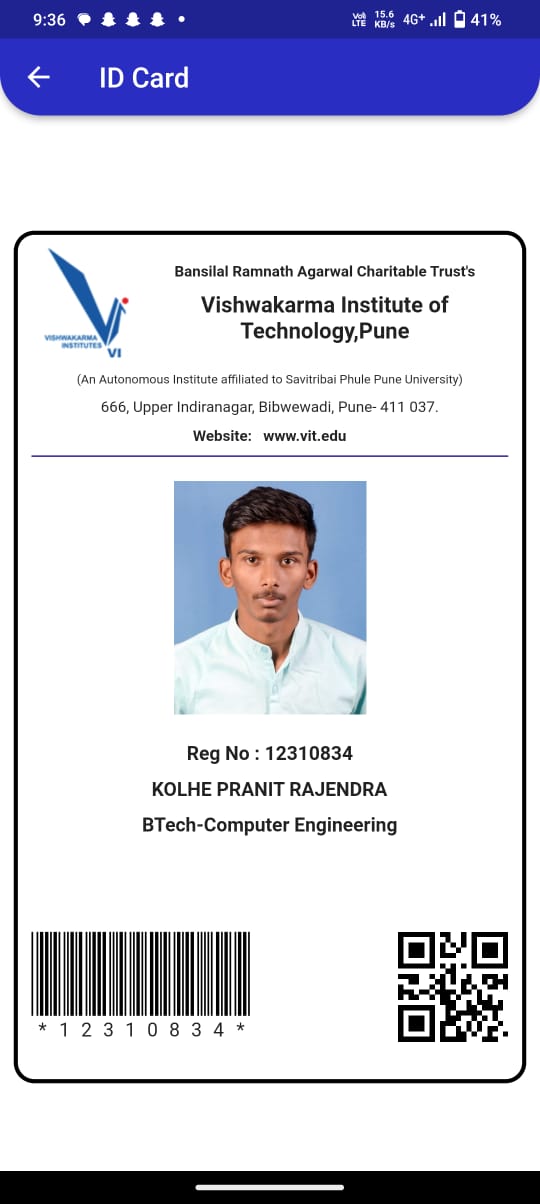 9:36 Vo) LTE 15.6 KB/s 4G+ 41%
ID Card
Bansilal Ramnath Agarwal Charitable Trust's
Vishwakarma Institute of
Technology,Pune
VISHWAKARMA
INSTITUTES
VI
(An Autonomous Institute affiliated to Savitribai Phule Pune University)
666, Upper Indiranagar, Bibwewadi, Pune- 411 037.
Website: www.vit.edu
Reg No : 12310834
KOLHE PRANIT RAJENDRA
BTech-Computer Engineering
* 1 2 3 1 0 8 3 4 *